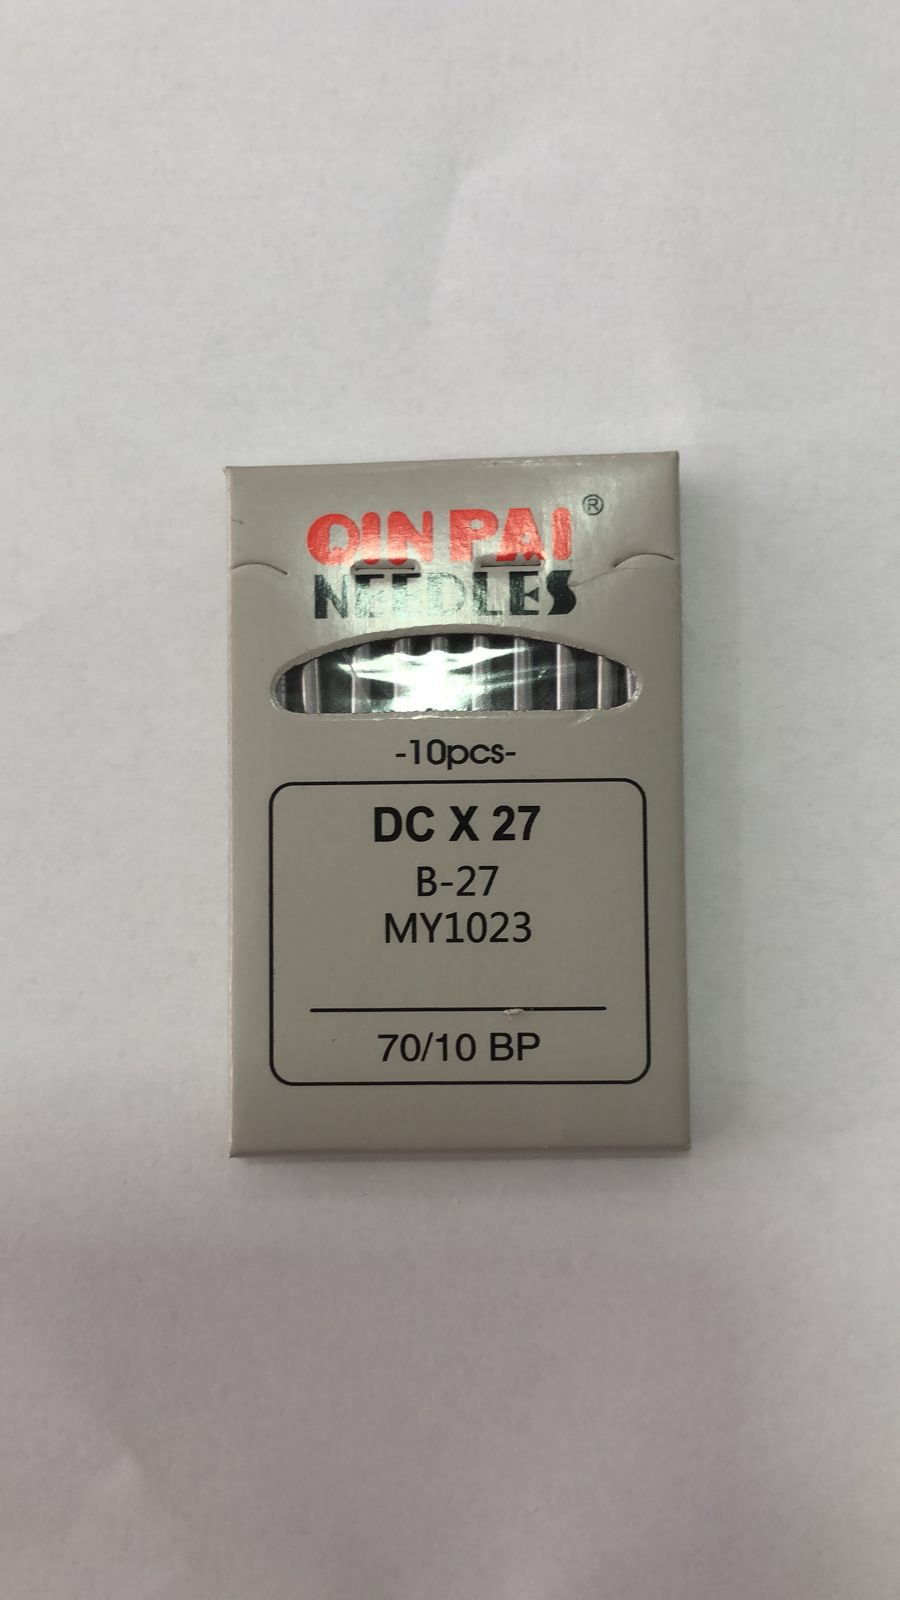 QIN PAI ®
NEEDLES
-10pcs-
DC X 27
B-27
MY1023
70/10 BP